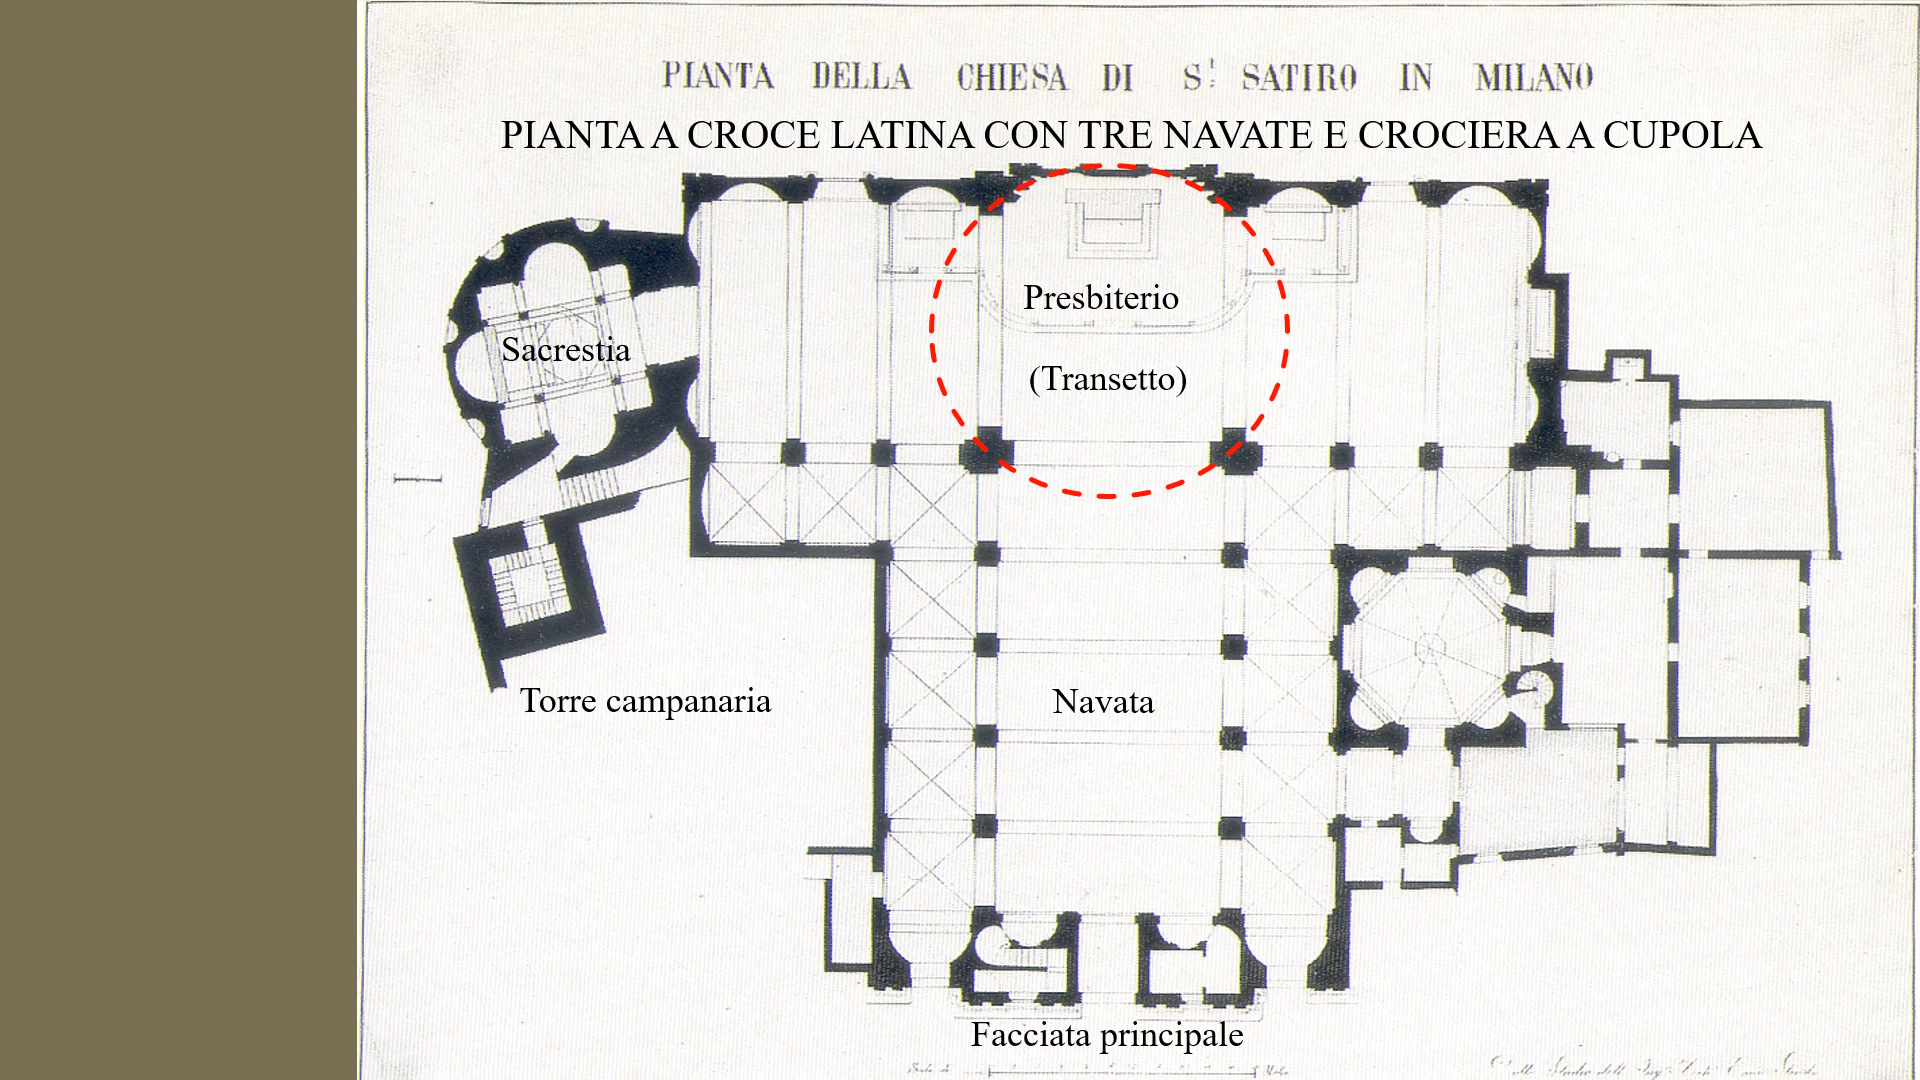 PIANTA DELLA CHIESA DI S.t SATIRO IN MILANO
PIANTA A CROCE LATINA CON TRE NAVATE E CROCIERA A CUPOLA
Presbiterio
Sacrestia
(Transetto)
Torre campanaria
Navata
Facciata principale